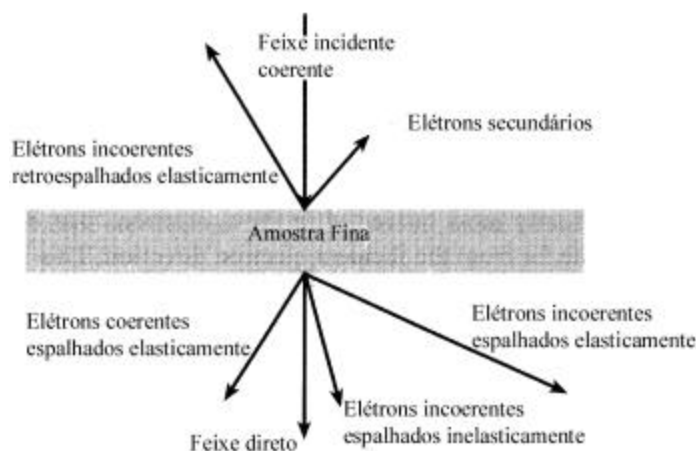 Feixe incidente
coerente
Elétrons secundários
Elétrons incoerentes
retroespalhados elasticamente
Amostra Fina
Elétrons coerentes
espalhados elasticamente
Elétrons incoerentes
espalhados elasticamente
Elétrons incoerentes
espalhados inelasticamente
Feixe direto